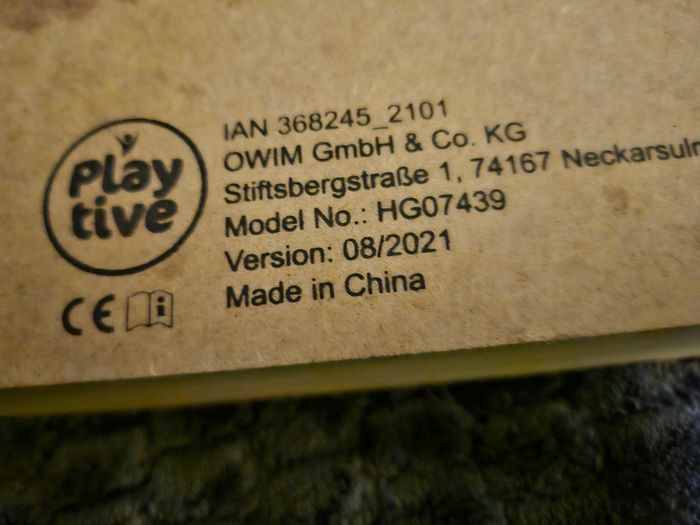 Play
tive
IAN 368245_2101
OWIM GmbH & Co. KG
Stiftsbergstraße 1, 74167 Neckarsulm
Model No.: HG07439
Version: 08/2021
Made in China
CE i